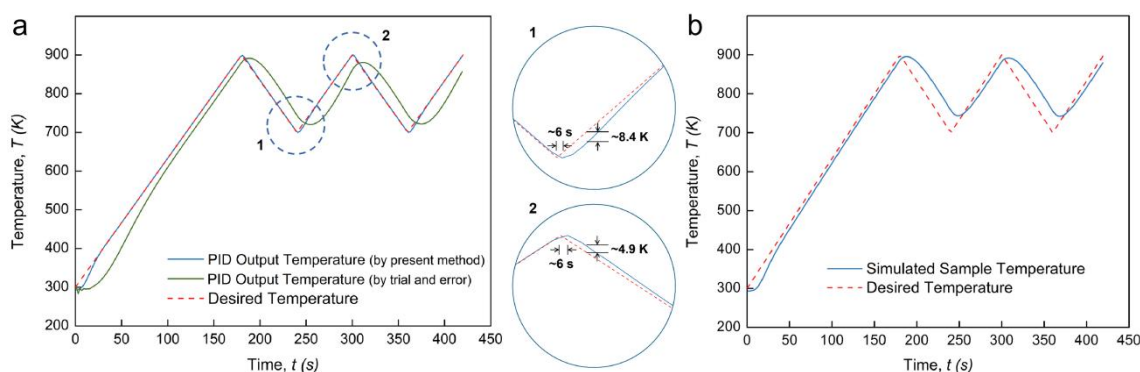 a
Temperature, T (K)
1000
900
800
700
600
500
400
300
200
0 50 100 150 200 250 300 350 400 450
Time, t (s)
1
2
PID Output Temperature (by present method)
PID Output Temperature (by trial and error)
Desired Temperature
1
~6 s
~8.4 K
2
~4.9 K
~6 s
b
Temperature, T (K)
1000
900
800
700
600
500
400
300
200
0 50 100 150 200 250 300 350 400 450
Time, t (s)
Simulated Sample Temperature
Desired Temperature